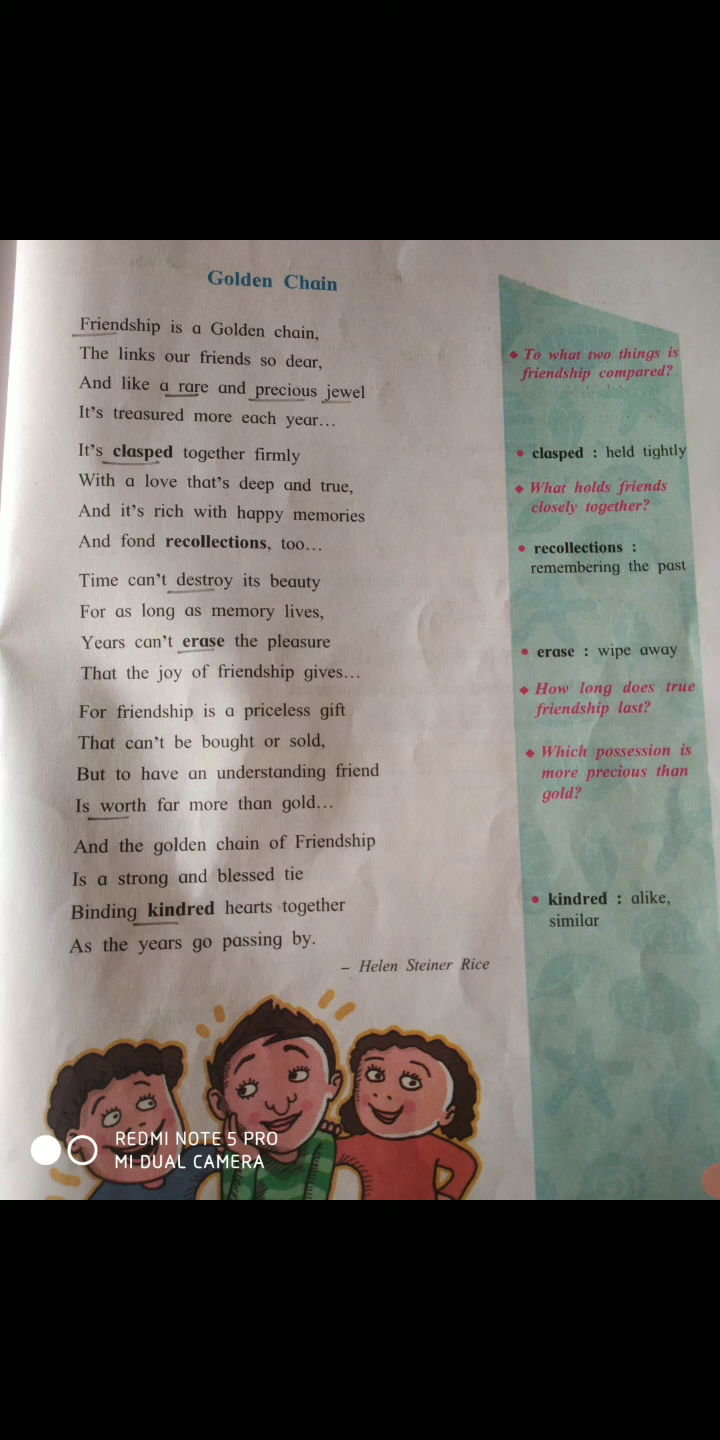 Golden Chain
Friendship is a Golden chain,
The links our friends so dear,
And like a rare and precious jewel
It's treasured more each year...
It's clasped together firmly
With a love that's deep and true,
And it's rich with happy memories
And fond recollections, too...
Time can't destroy its beauty
For as long as memory lives,
Years can't erase the pleasure
That the joy of friendship gives...
For friendship is a priceless gift
That can't be bought or sold,
But to have an understanding friend
Is worth far more than gold...
And the golden chain of Friendship
Is a strong and blessed tie
Binding kindred hearts together
As the years go passing by.
– Helen Steiner Rice
◆ To what two things is
friendship compared?
• clasped : held tightly
◆ What holds friends
closely together?
• recollections :
remembering the past
• erase : wipe away
◆ How long does true
friendship last?
◆ Which possession is
more precious than
gold?
• kindred : alike,
similar
REDMI NOTE 5 PRO
MI DUAL CAMERA